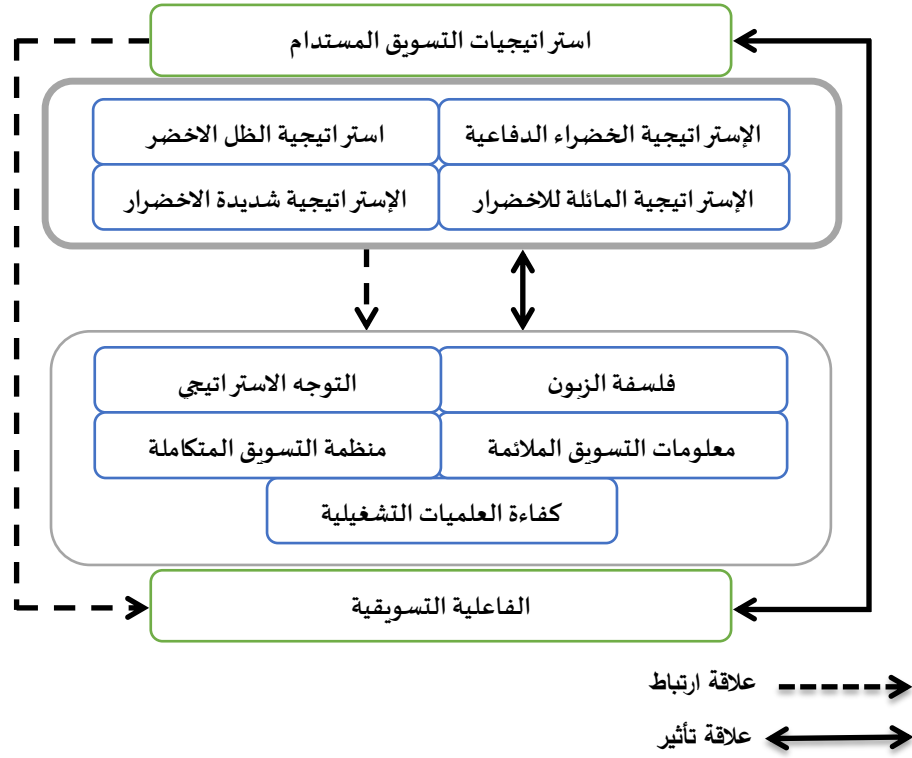 استراتيجيات التسويق المستدام
الإستراتيجية الخضراء الدفاعية
استراتيجية الظل الاخضر
الإستراتيجية المائلة للاخضرار
الإستراتيجية شديدة الاخضرار
فلسفة الزبون
التوجه الاستراتيجي
معلومات التسويق الملائمة
منظمة التسويق المتكاملة
كفاءة العلميات التشغيلية
الفاعلية التسويقية
علاقة ارتباط
علاقة تأثير